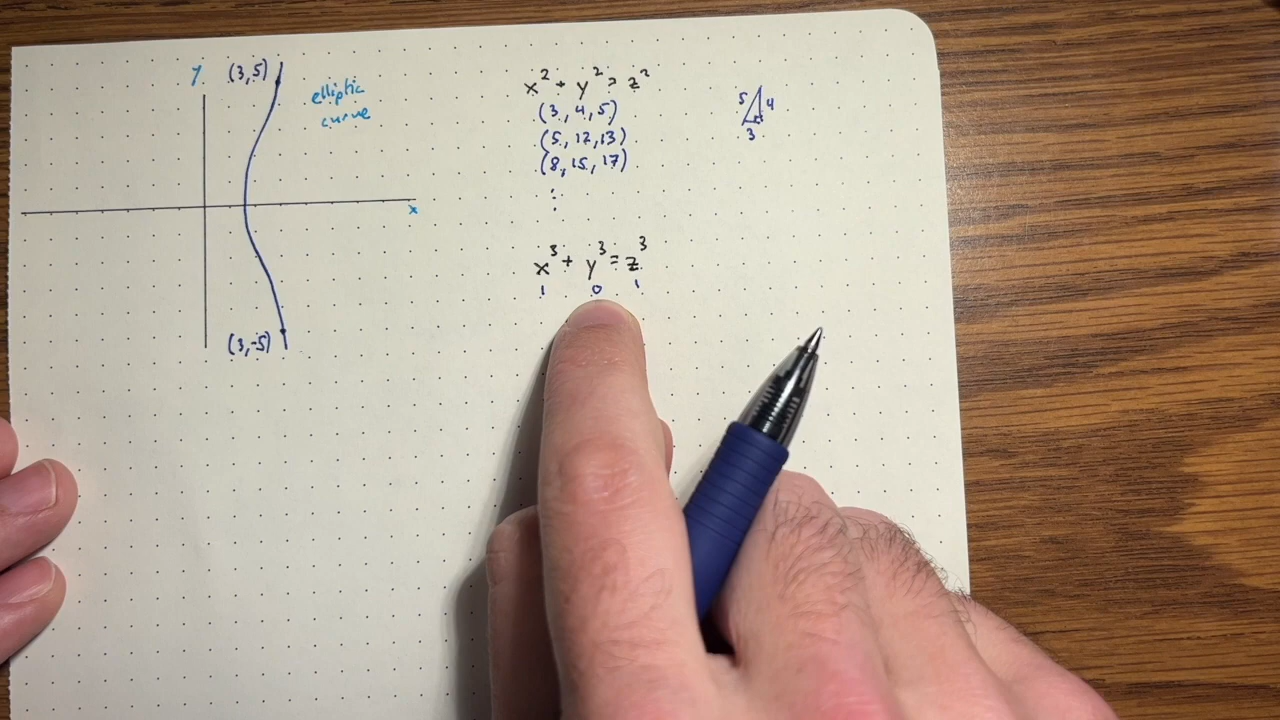 y
(3,5)
elliptic
curve
x
(3,-5)
x² + y² = z²
(3, 4, 5)
(5, 12, 13)
(8, 15, 17)
⋮
x³ + y³ = z³
1 0 1
5 4
3